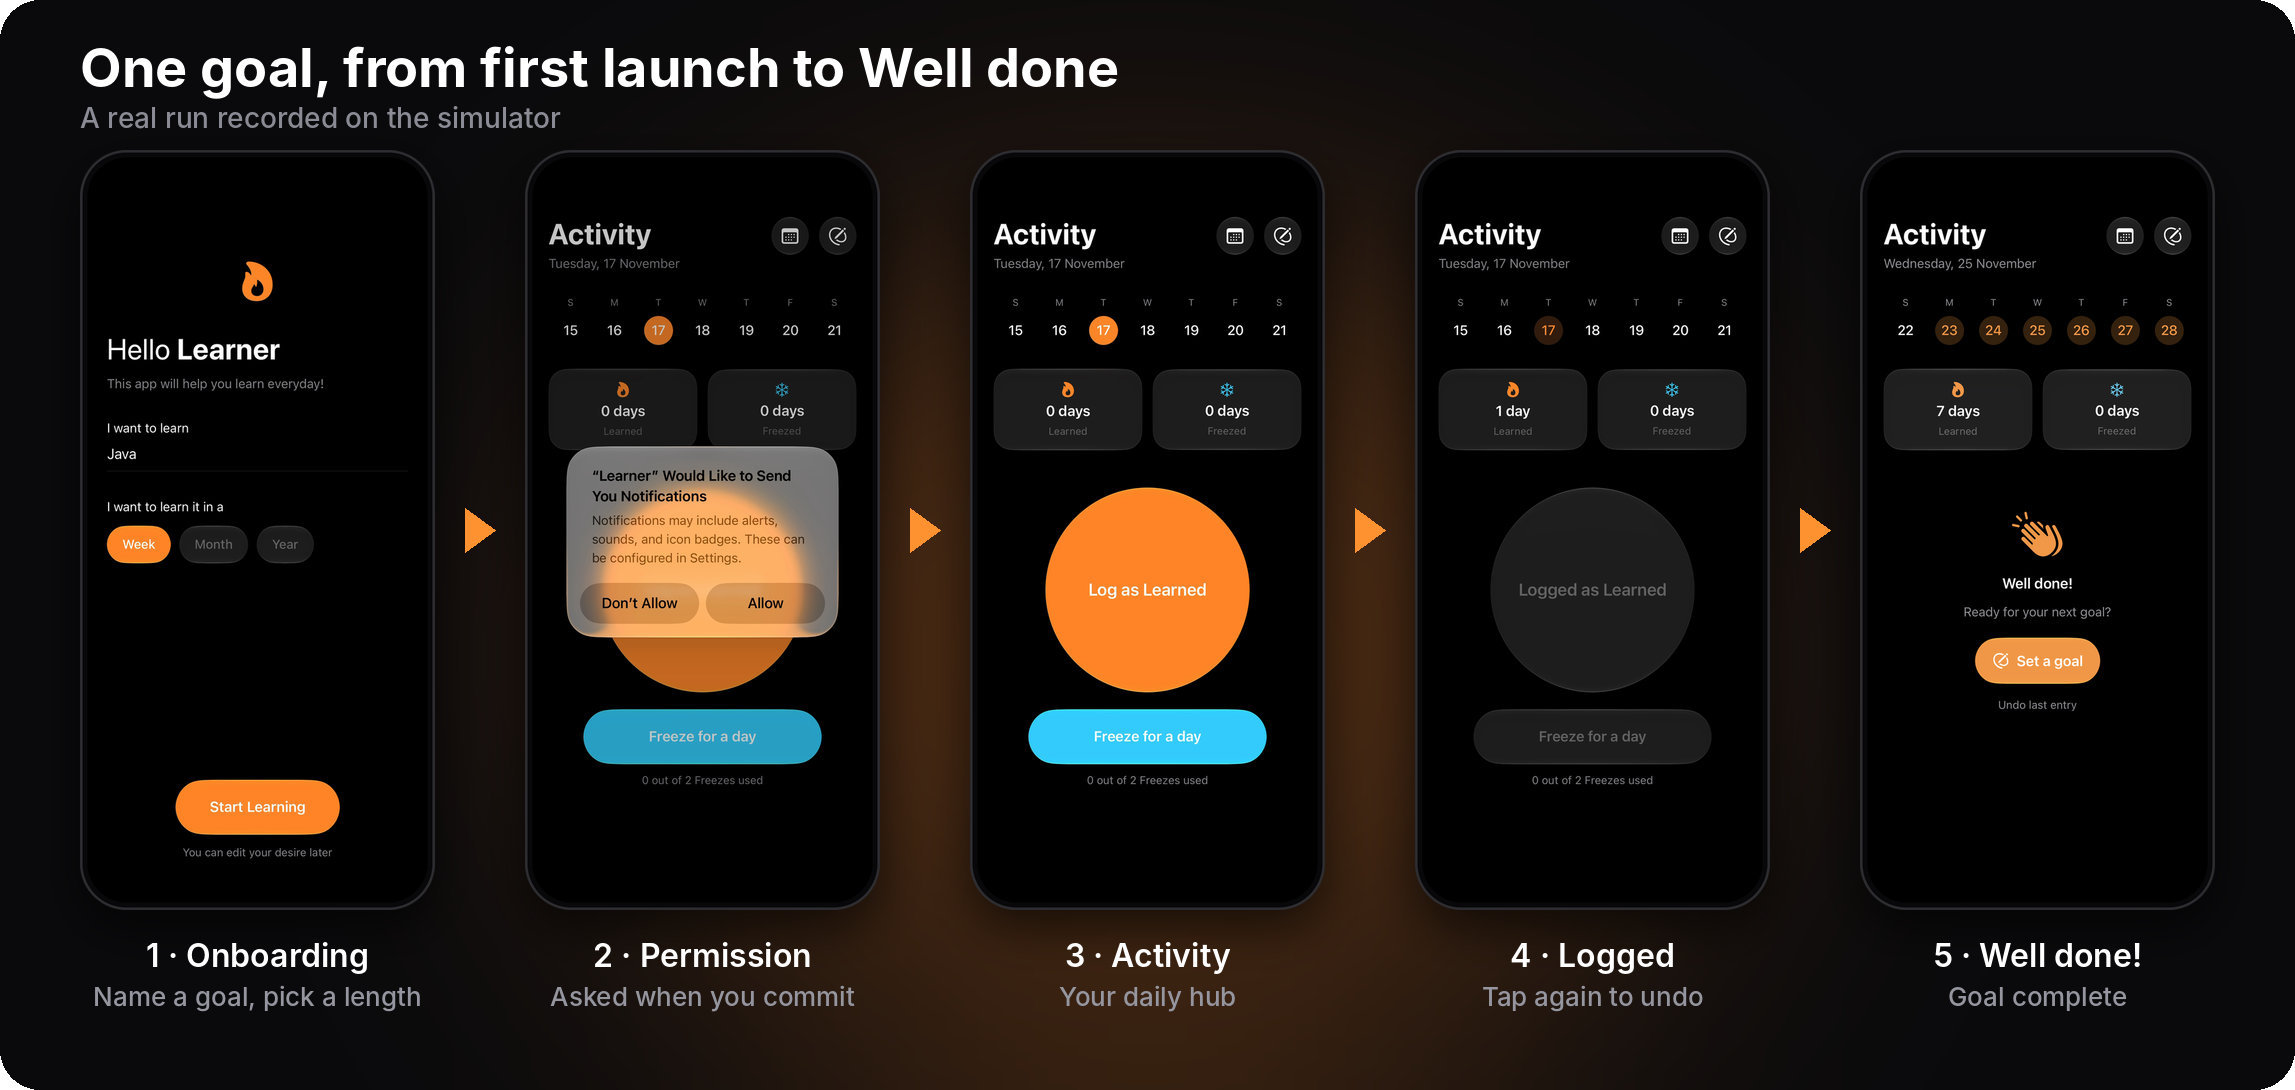 One goal, from first launch to Well done
A real run recorded on the simulator
Hello Learner
This app will help you learn everyday!
I want to learn
Java
I want to learn it in a
Week Month Year
Start Learning
You can edit your desire later
1 · Onboarding
Name a goal, pick a length
Activity
Tuesday, 17 November
S M T W T F S
15 16 17 18 19 20 21
0 days 0 days
Learned Freezed
“Learner” Would Like to Send
You Notifications
Notifications may include alerts,
sounds, and icon badges. These can
be configured in Settings.
Don’t Allow Allow
Freeze for a day
0 out of 2 Freezes used
2 · Permission
Asked when you commit
Activity
Tuesday, 17 November
S M T W T F S
15 16 17 18 19 20 21
0 days 0 days
Learned Freezed
Log as Learned
Freeze for a day
0 out of 2 Freezes used
3 · Activity
Your daily hub
Activity
Tuesday, 17 November
S M T W T F S
15 16 17 18 19 20 21
1 day 0 days
Learned Freezed
Logged as Learned
Freeze for a day
0 out of 2 Freezes used
4 · Logged
Tap again to undo
Activity
Wednesday, 25 November
S M T W T F S
22 23 24 25 26 27 28
7 days 0 days
Learned Freezed
Well done!
Ready for your next goal?
Set a goal
Undo last entry
5 · Well done!
Goal complete